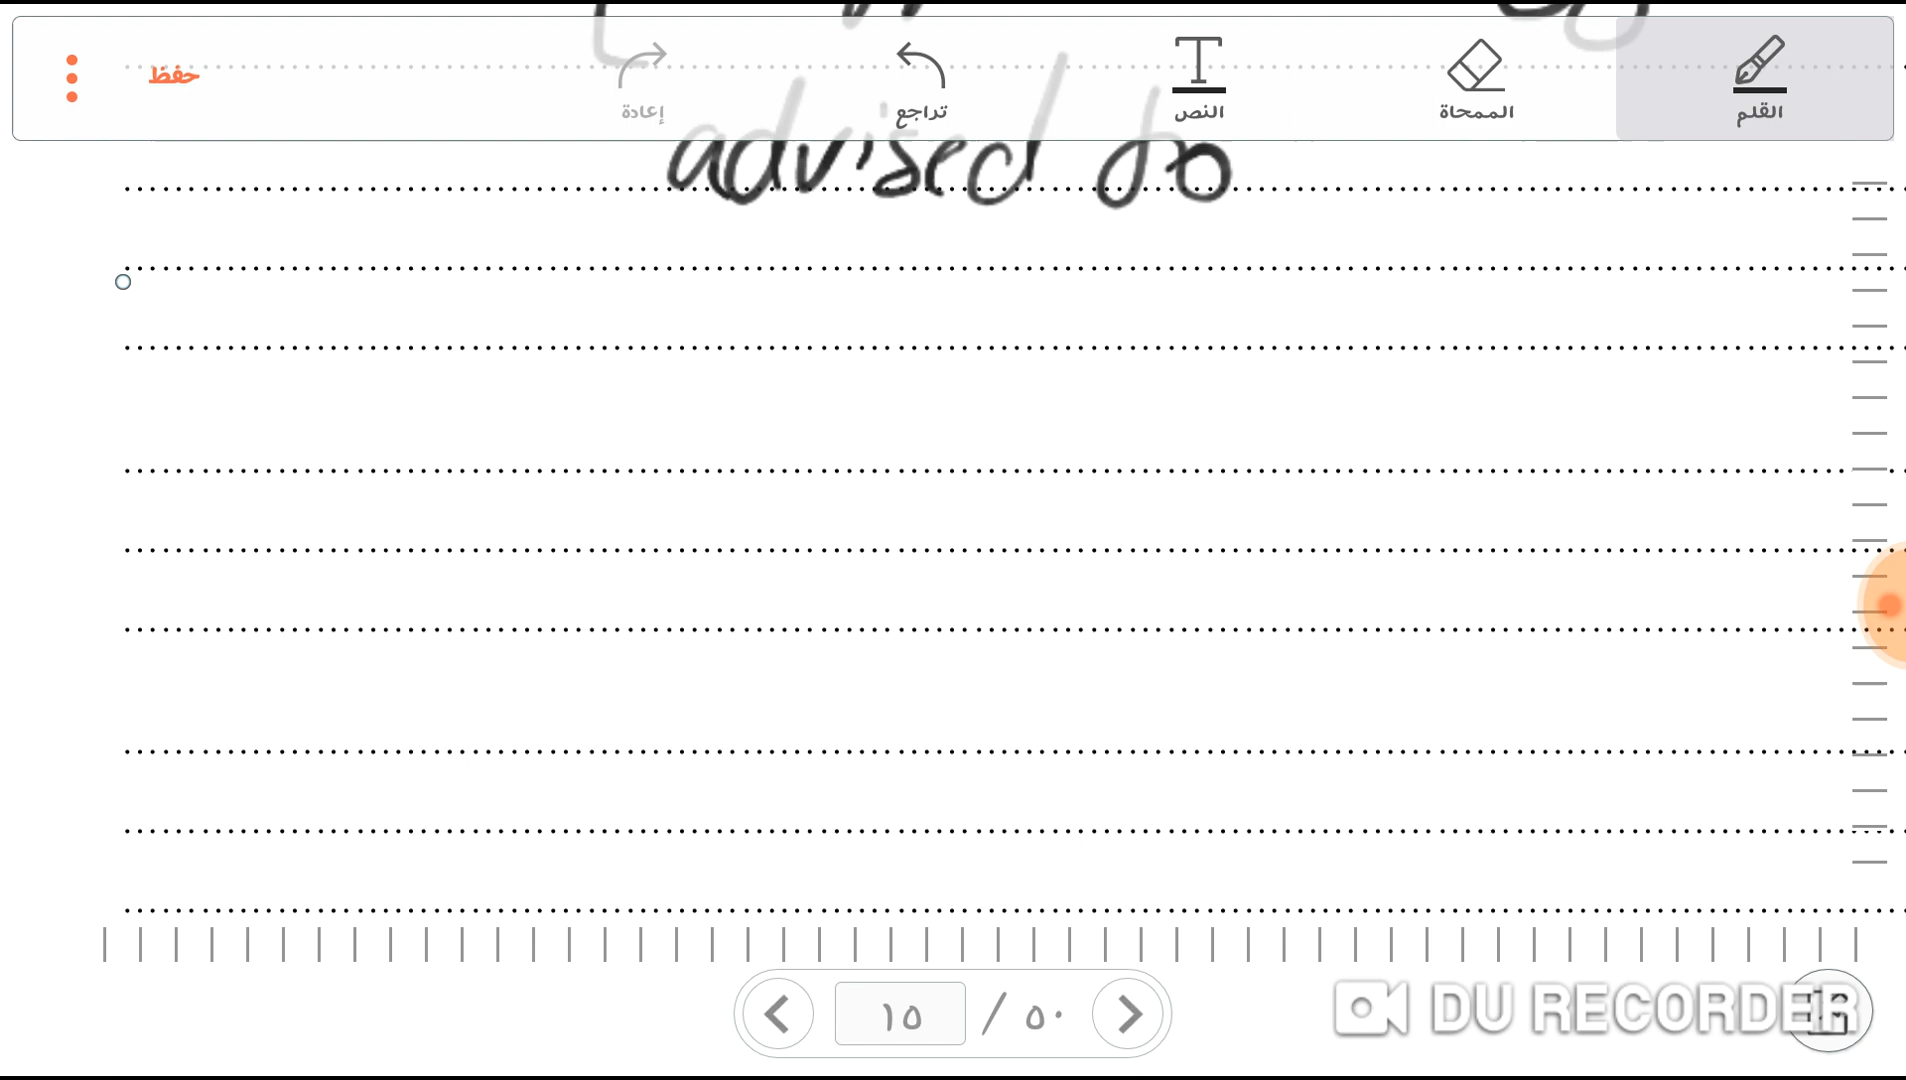 حفظ
إعادة
تراجع
النص
الممحاة
القلم
advised to
١٥ / ٥٠
DU RECORDER